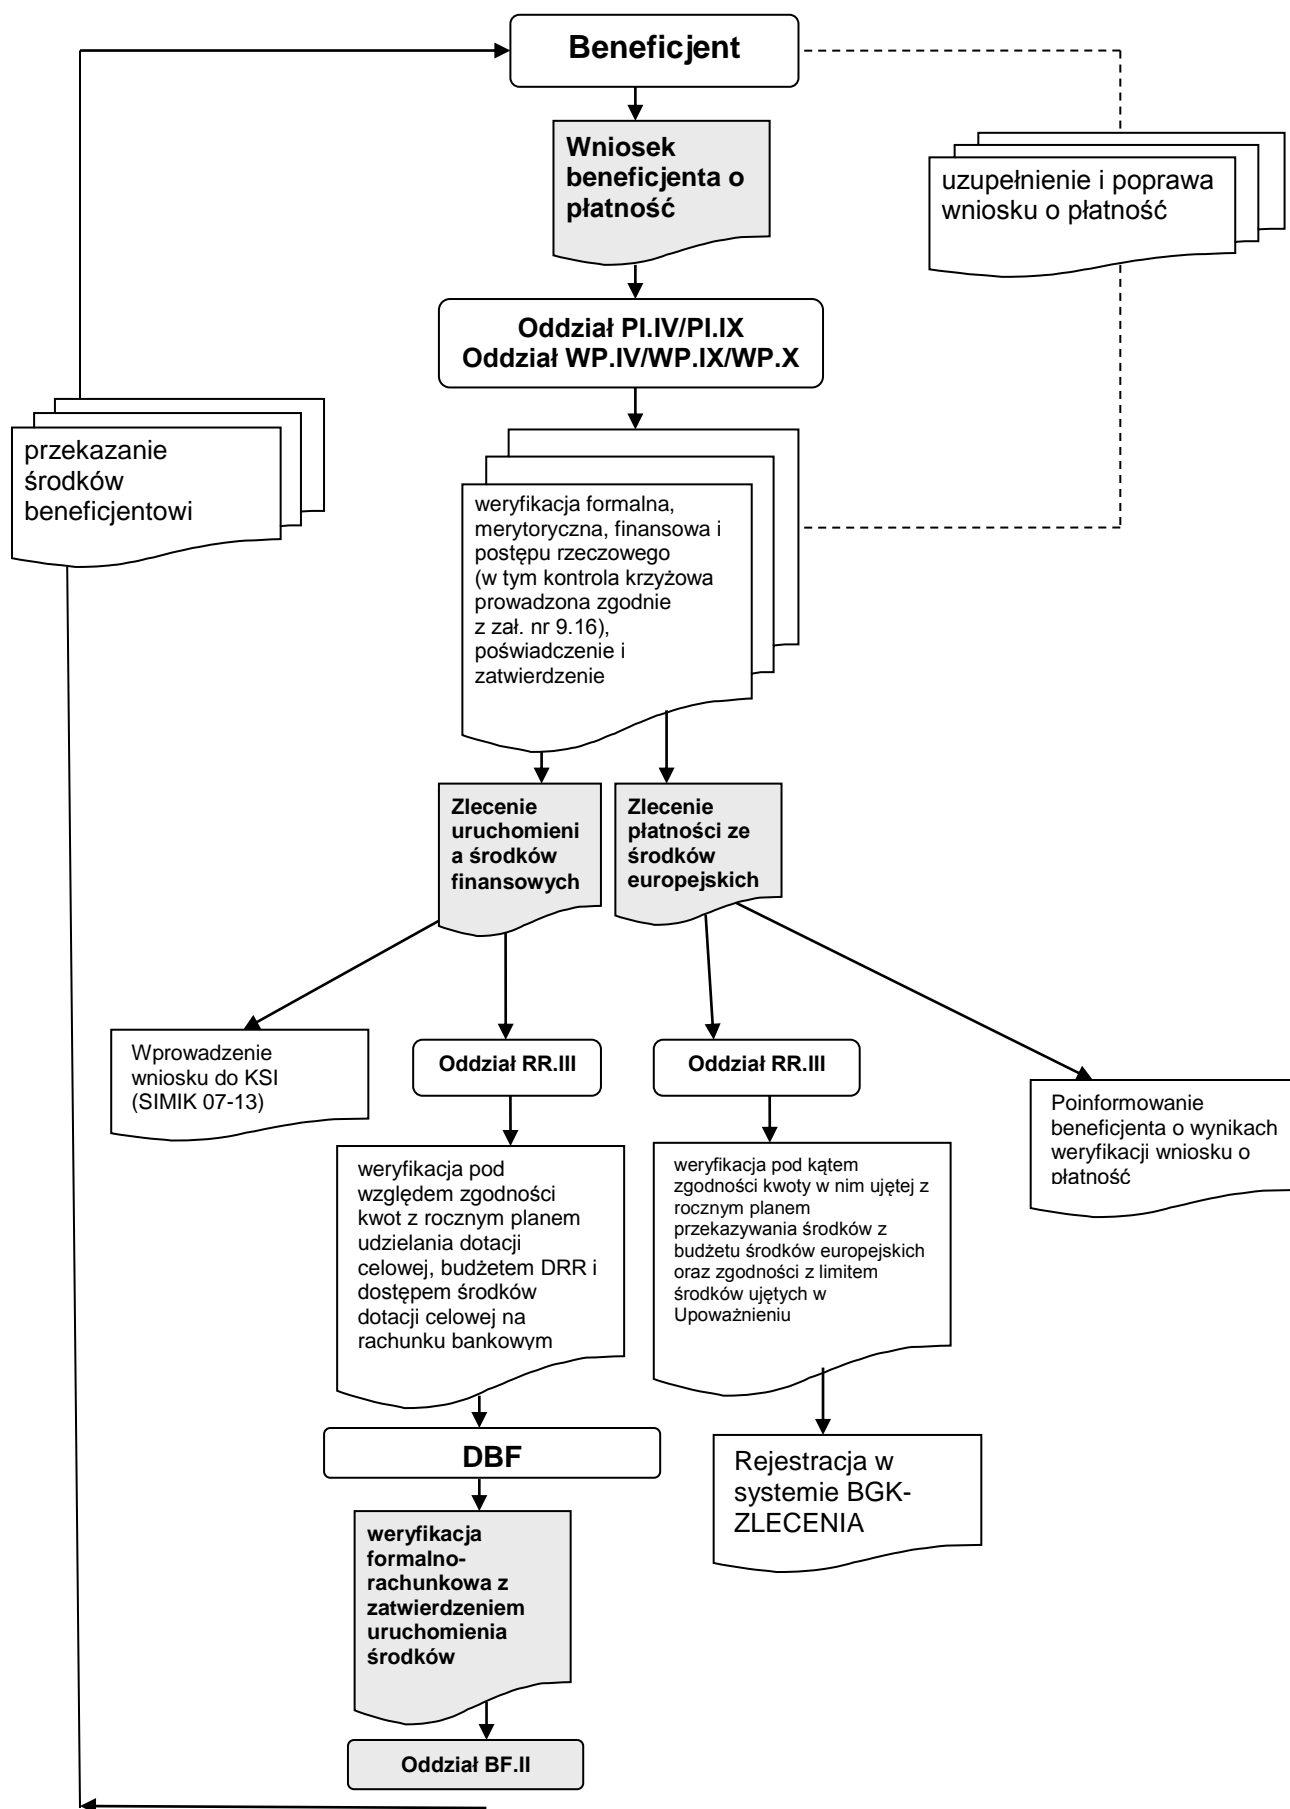 Beneficjent
Wniosek
beneficjenta o
płatność
uzupełnienie i poprawa
wniosku o płatność
Oddział PI.IV/PI.IX
Oddział WP.IV/WP.IX/WP.X
przekazanie
środków
beneficjentowi
weryfikacja formalna,
merytoryczna, finansowa i
postępu rzeczowego
(w tym kontrola krzyżowa
prowadzona zgodnie
z zał. nr 9.16),
poświadczenie i
zatwierdzenie
Zlecenie
uruchomieni
a środków
finansowych
Zlecenie
płatności ze
środków
europejskich
Wprowadzenie
wniosku do KSI
(SIMIK 07-13)
Oddział RR.III
Oddział RR.III
Poinformowanie
beneficjenta o wynikach
weryfikacji wniosku o
płatność
weryfikacja pod
względem zgodności
kwot z rocznym planem
udzielania dotacji
celowej, budżetem DRR i
dostępem środków
dotacji celowej na
rachunku bankowym
weryfikacja pod kątem
zgodności kwoty w nim ujętej z
rocznym planem
przekazywania środków z
budżetu środków europejskich
oraz zgodności z limitem
środków ujętych w
Upoważnieniu
DBF
Rejestracja w
systemie BGK-
ZLECENIA
weryfikacja
formalno-
rachunkowa z
zatwierdzeniem
uruchomienia
środków
Oddział BF.II